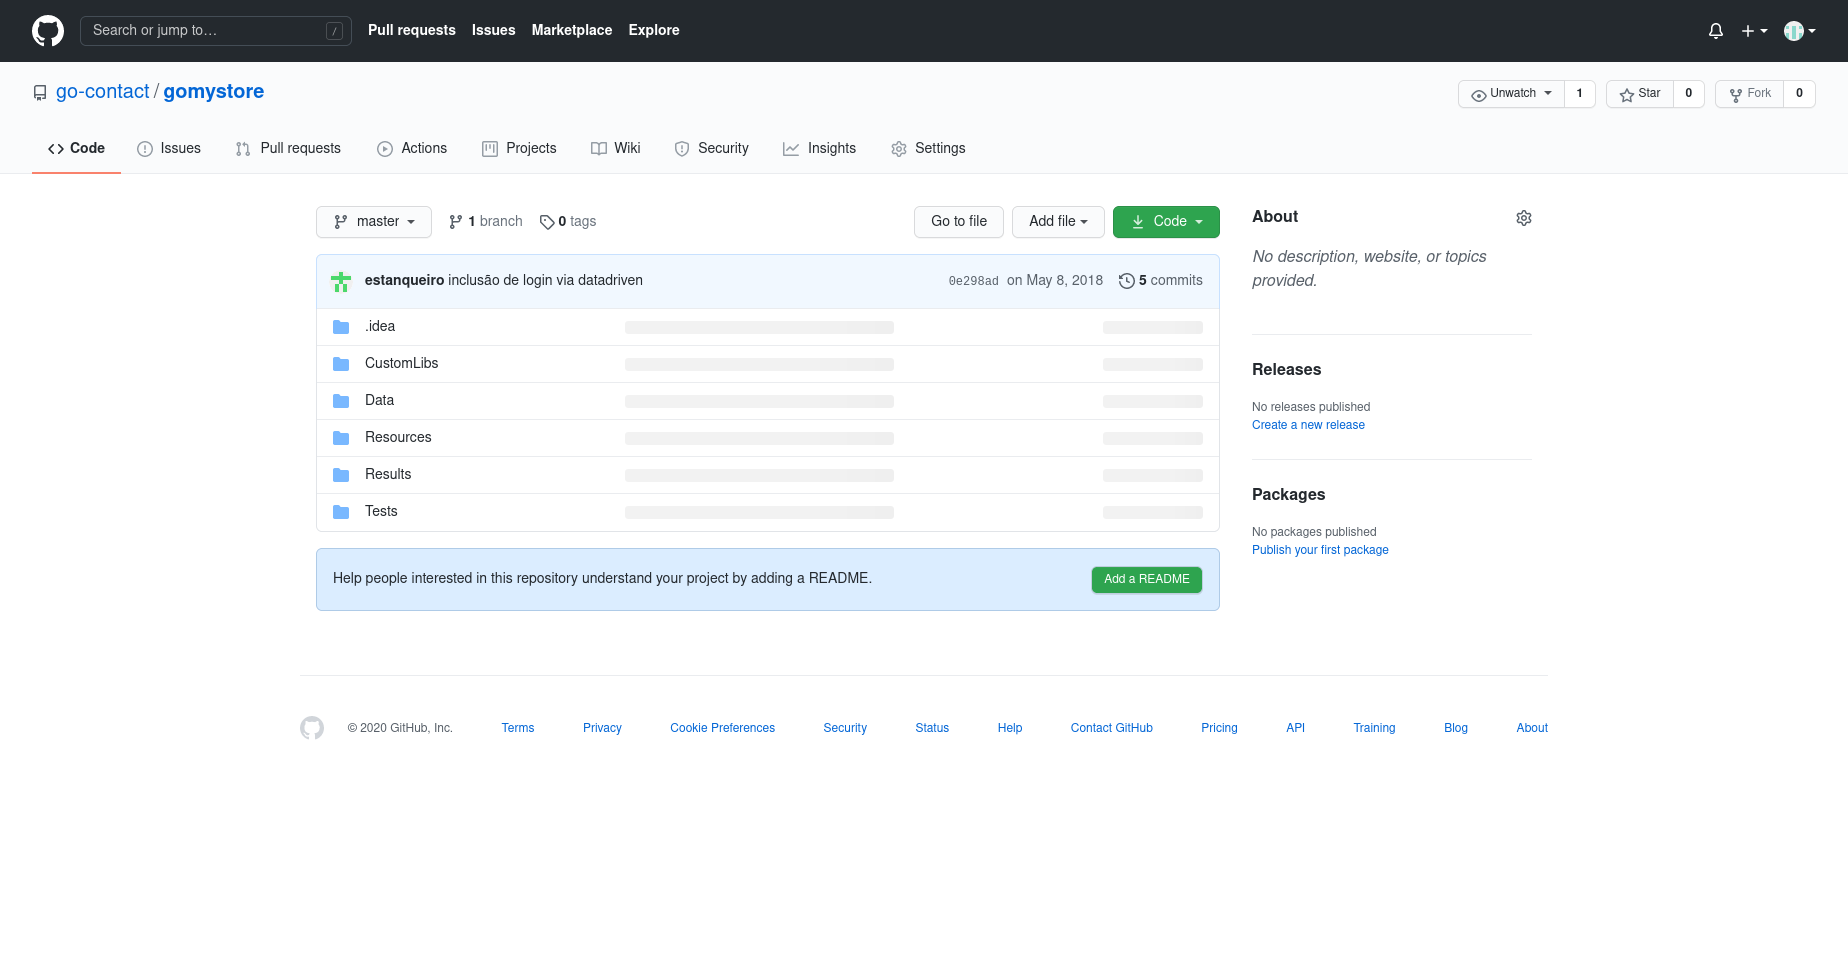 Search or jump to… /
Pull requests Issues Marketplace Explore
go-contact / gomystore
Unwatch 1 Star 0 Fork 0
Code Issues Pull requests Actions Projects Wiki Security Insights Settings
master 1 branch 0 tags Go to file Add file Code
estanqueiro inclusão de login via datadriven 0e298ad on May 8, 2018 5 commits
.idea
CustomLibs
Data
Resources
Results
Tests
Help people interested in this repository understand your project by adding a README. Add a README
About
No description, website, or topics
provided.
Releases
No releases published
Create a new release
Packages
No packages published
Publish your first package
© 2020 GitHub, Inc. Terms Privacy Cookie Preferences Security Status Help Contact GitHub Pricing API Training Blog About